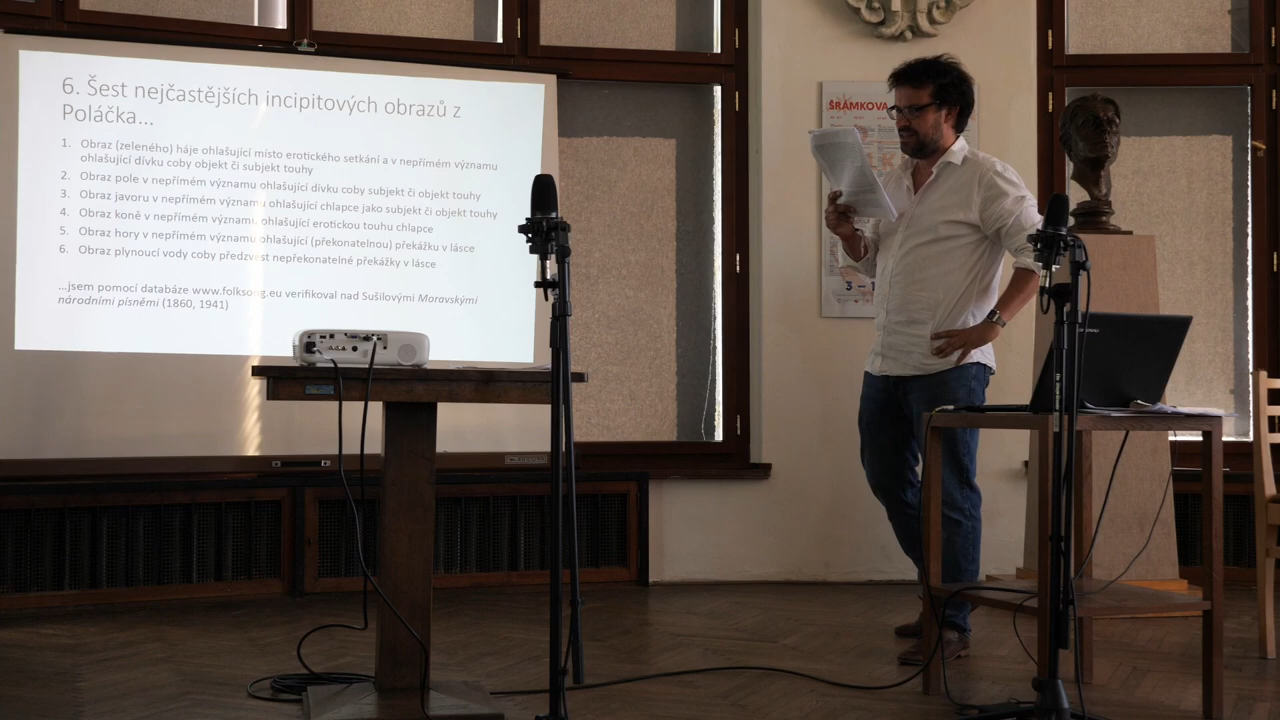 6. Šest nejčastějších incipitových obrazů z
Poláčka...
1. Obraz (zeleného) háje ohlašující místo erotického setkání a v nepřímém významu
ohlašující dívku coby objekt či subjekt touhy
2. Obraz pole v nepřímém významu ohlašující dívku coby subjekt či objekt touhy
3. Obraz javoru v nepřímém významu ohlašující chlapce jako subjekt či objekt touhy
4. Obraz koně v nepřímém významu ohlašující erotickou touhu chlapce
5. Obraz hory v nepřímém významu ohlašující (překonatelnou) překážku v lásce
6. Obraz plynoucí vody coby předzvěst nepřekonatelné překážky v lásce
...jsem pomocí databáze www.folksong.eu verifikoval nad Sušilovými Moravskými
národními písněmi (1860, 1941)
ŠRÁMKOVA
3 –